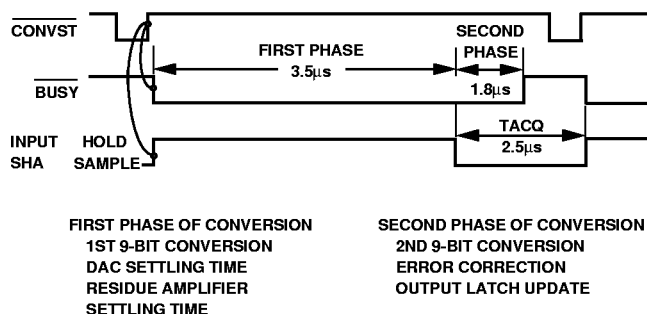 CONVST
FIRST PHASE
3.5μs
SECOND
PHASE
1.8μs
BUSY
TACQ
2.5μs
INPUT
SHA
HOLD
SAMPLE
FIRST PHASE OF CONVERSION
1ST 9-BIT CONVERSION
DAC SETTLING TIME
RESIDUE AMPLIFIER
SETTLING TIME
SECOND PHASE OF CONVERSION
2ND 9-BIT CONVERSION
ERROR CORRECTION
OUTPUT LATCH UPDATE